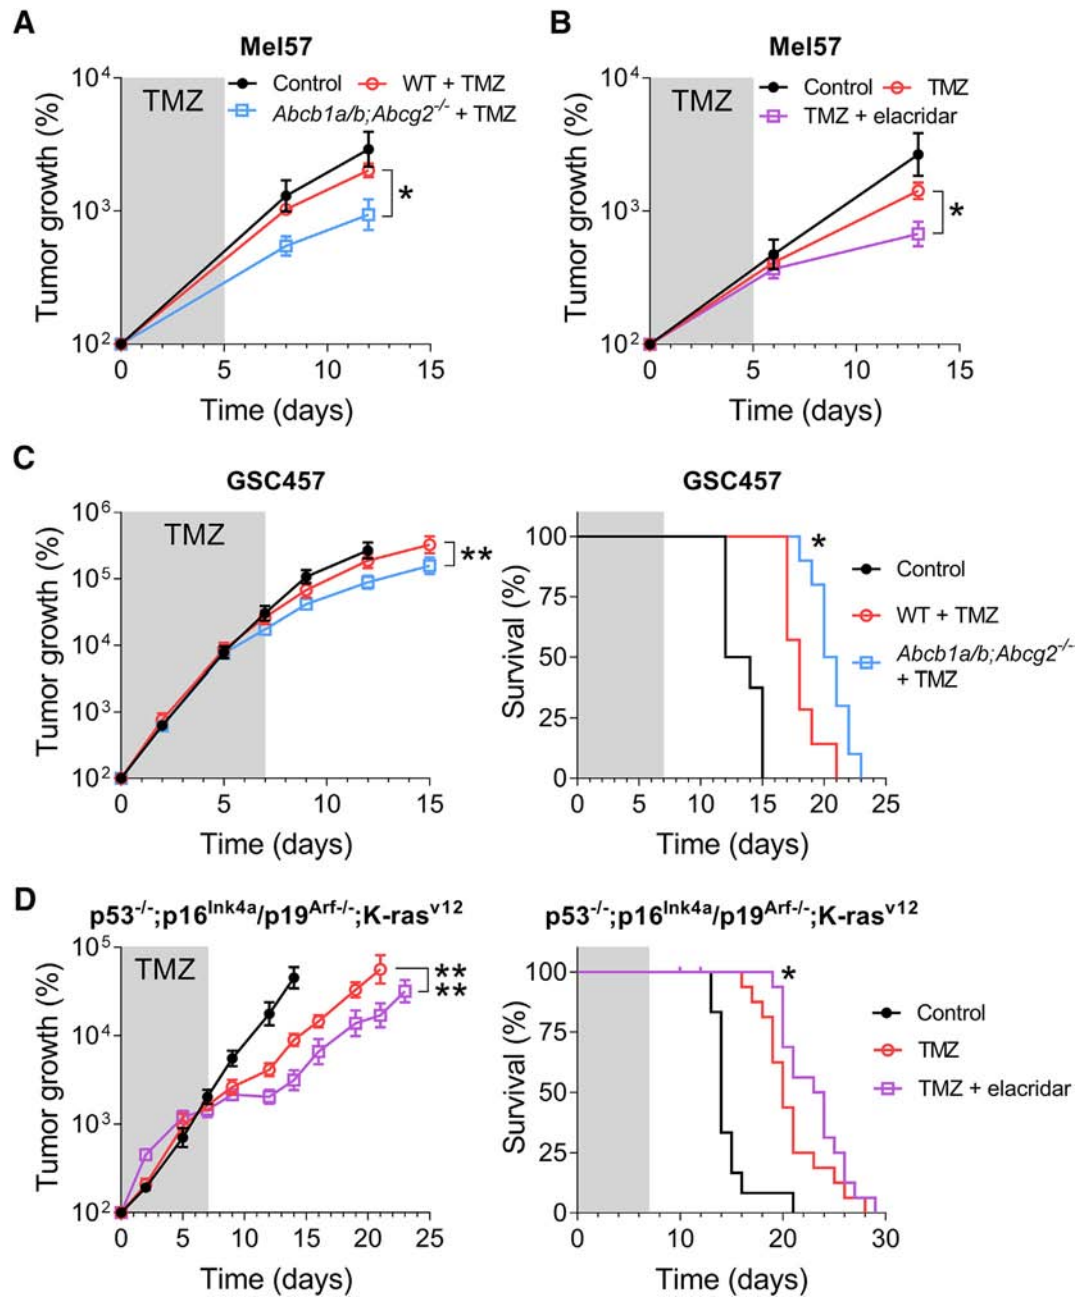 A
Mel57
Tumor growth (%)
10⁴
10³
10²
TMZ
Control
WT + TMZ
Abcb1a/b;Abcg2⁻/⁻ + TMZ
*
0 5 10 15
Time (days)
B
Mel57
Tumor growth (%)
10⁴
10³
10²
TMZ
Control
TMZ
TMZ + elacridar
*
0 5 10 15
Time (days)
C
GSC457
Tumor growth (%)
10⁶
10⁵
10⁴
10³
10²
TMZ
**
0 5 10 15
Time (days)
GSC457
Survival (%)
100
75
50
25
0
*
Control
WT + TMZ
Abcb1a/b;Abcg2⁻/⁻
+ TMZ
0 5 10 15 20 25
Time (days)
D
p53⁻/⁻;p16ᴵⁿᵏ⁴ᵃ/p19ᴬʳᶠ⁻/⁻;K-rasᵛ¹²
Tumor growth (%)
10⁵
10⁴
10³
10²
TMZ
**
**
0 5 10 15 20 25
Time (days)
p53⁻/⁻;p16ᴵⁿᵏ⁴ᵃ/p19ᴬʳᶠ⁻/⁻;K-rasᵛ¹²
Survival (%)
100
75
50
25
0
*
Control
TMZ
TMZ + elacridar
0 10 20 30
Time (days)